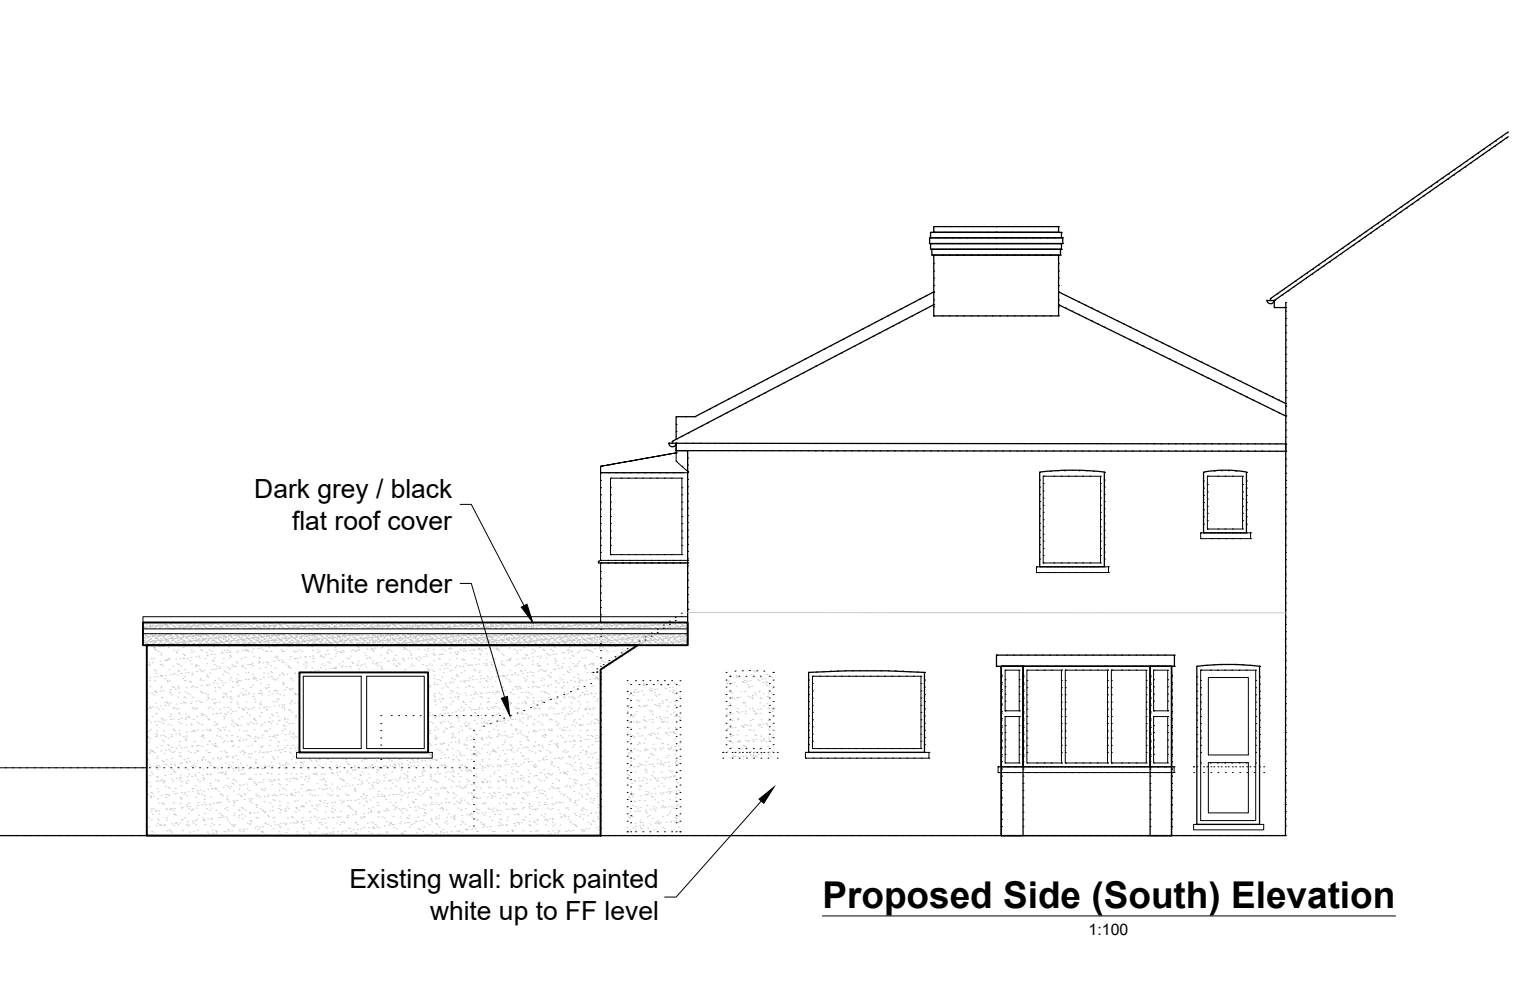 Dark grey / black
flat roof cover
White render
Existing wall: brick painted
white up to FF level
Proposed Side (South) Elevation
1:100